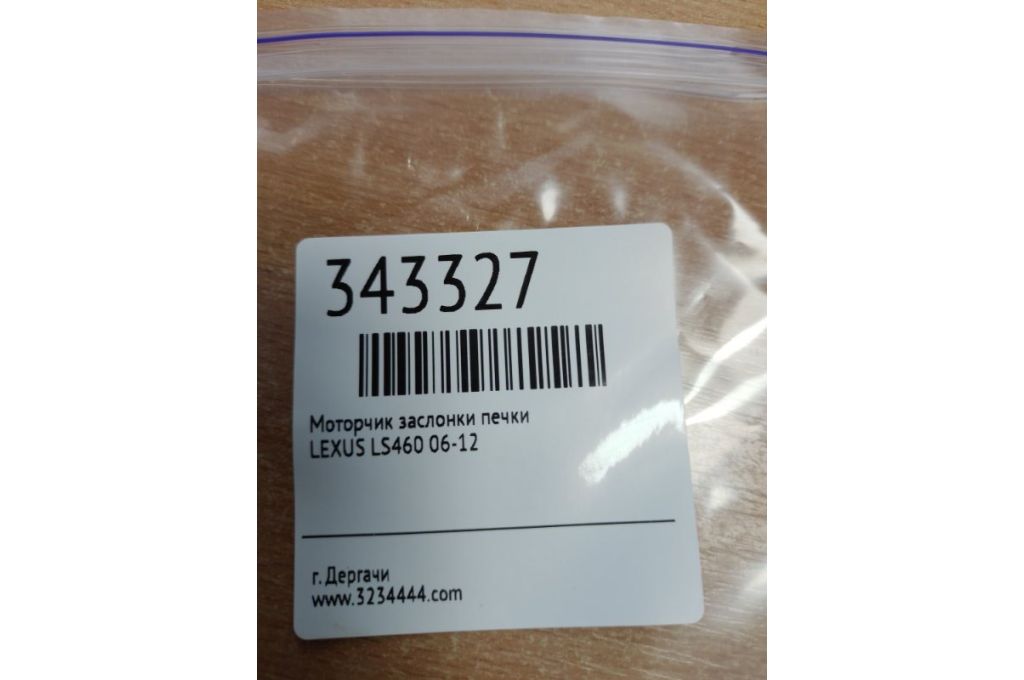 343327
Моторчик заслонки печки
LEXUS LS460 06-12
г. Дергачи
www.3234444.com